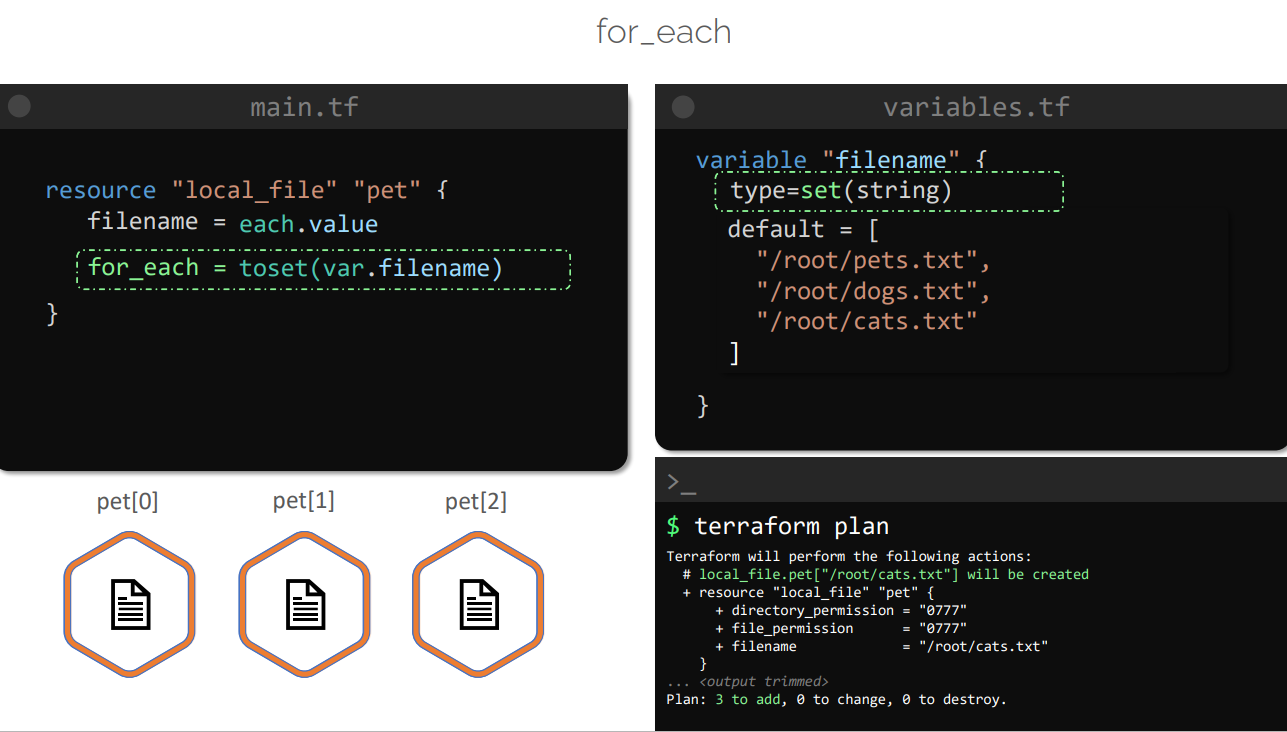 for_each
main.tf
resource "local_file" "pet" {
filename = each.value
for_each = toset(var.filename)
}
pet[0]
pet[1]
pet[2]
variables.tf
variable "filename" {
type=set(string)
default = [
"/root/pets.txt",
"/root/dogs.txt",
"/root/cats.txt"
]
}
>_
$ terraform plan
Terraform will perform the following actions:
# local_file.pet["/root/cats.txt"] will be created
+ resource "local_file" "pet" {
+ directory_permission = "0777"
+ file_permission = "0777"
+ filename = "/root/cats.txt"
}
... <output trimmed>
Plan: 3 to add, 0 to change, 0 to destroy.